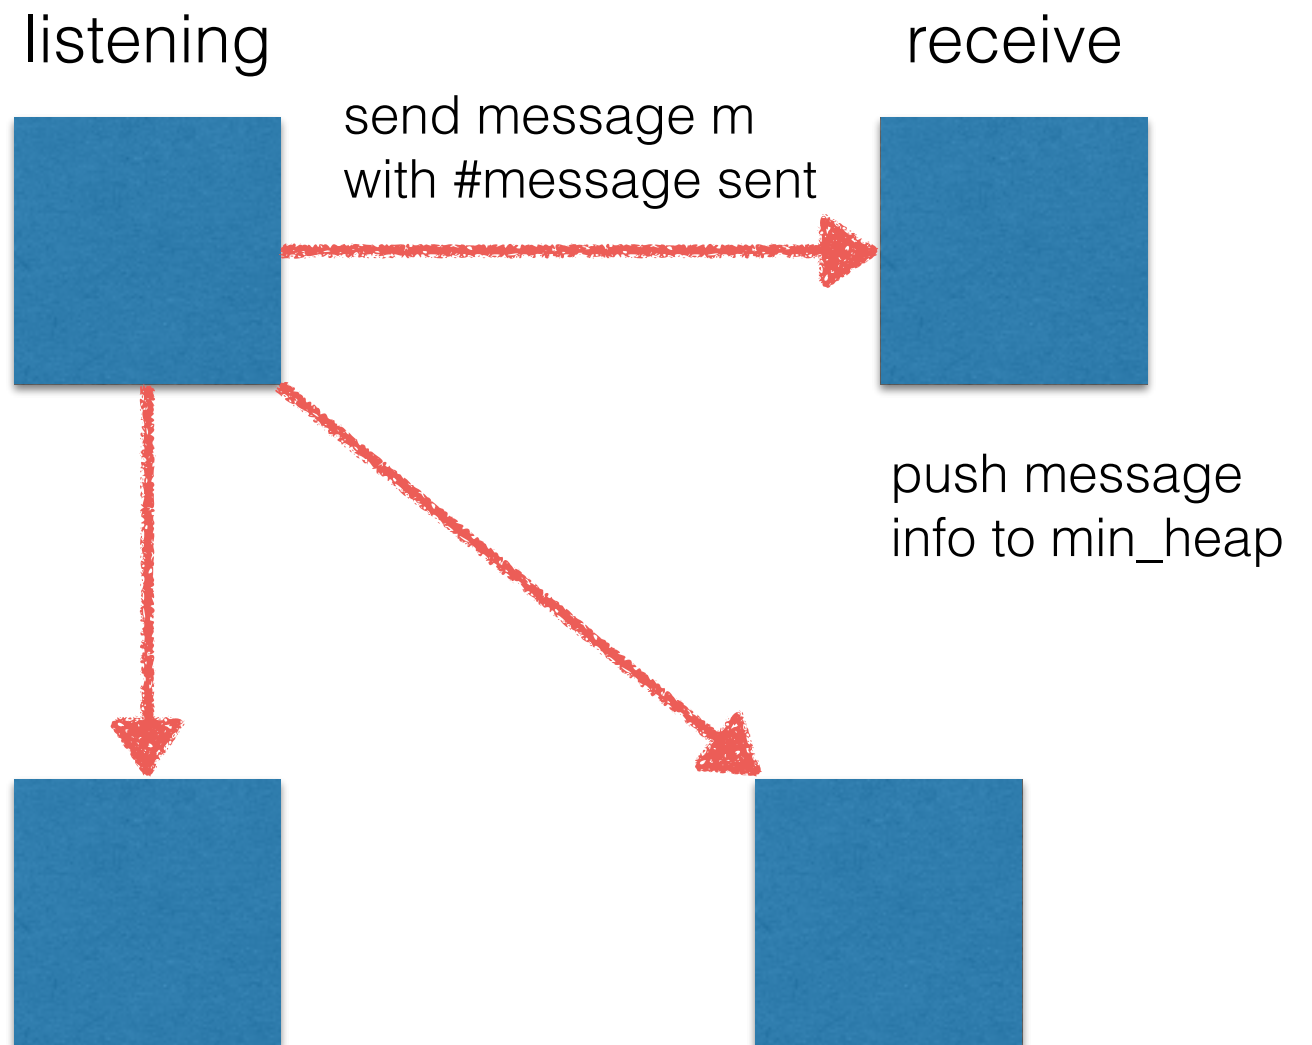 listening
receive
send message m
with #message sent
push message
info to min_heap